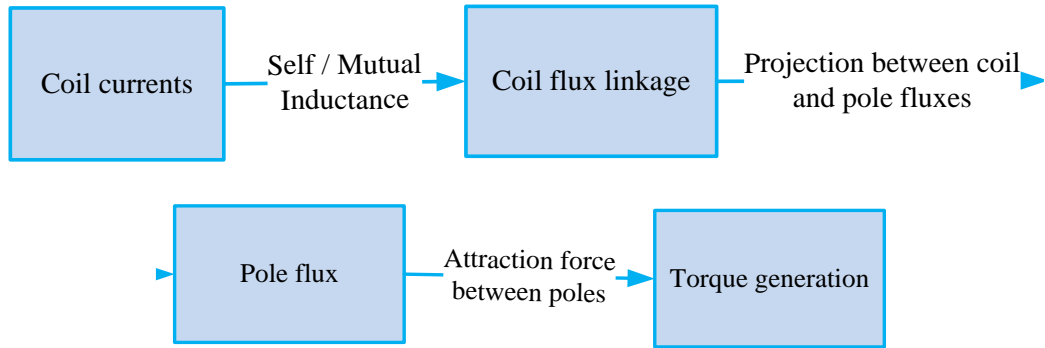 Coil currents
Self / Mutual
Inductance
Coil flux linkage
Projection between coil
and pole fluxes
Pole flux
Attraction force
between poles
Torque generation